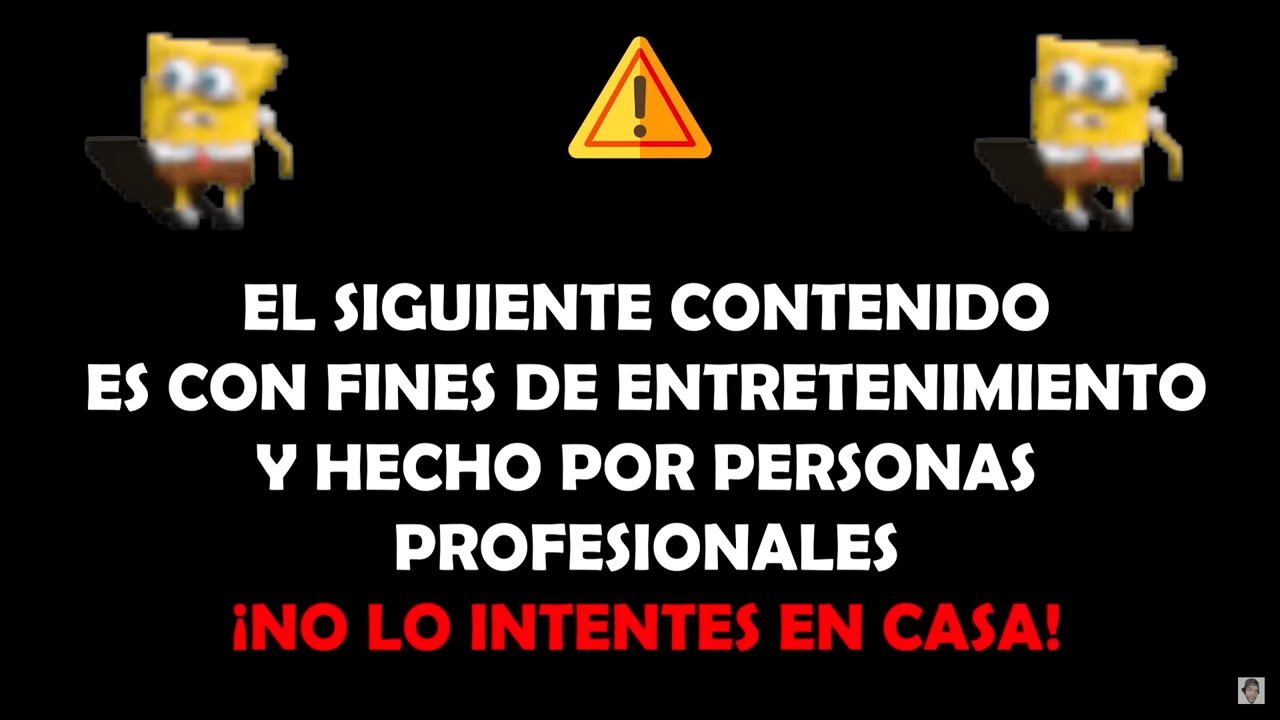 EL SIGUIENTE CONTENIDO
ES CON FINES DE ENTRETENIMIENTO
Y HECHO POR PERSONAS
PROFESIONALES
¡NO LO INTENTES EN CASA!